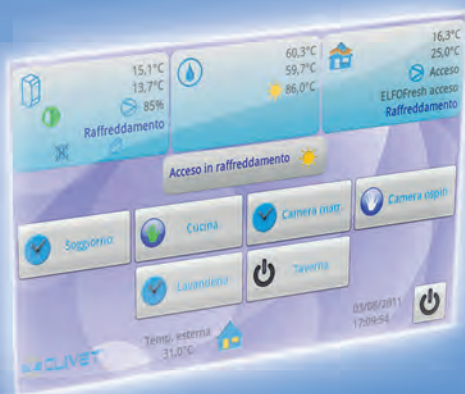 15,1°C
13,7°C
85%
Raffreddamento
60,3°C
59,7°C
86,0°C
16,3°C
25,0°C
Acceso
ELFOFresh acceso
Raffreddamento
Acceso in raffreddamento
Soggiorno
Cucina
Camera matr.
Camera ospiti
Lavanderia
Taverna
CLIVET
Temp. esterna
31,0°C
03/08/2011
17:09:54